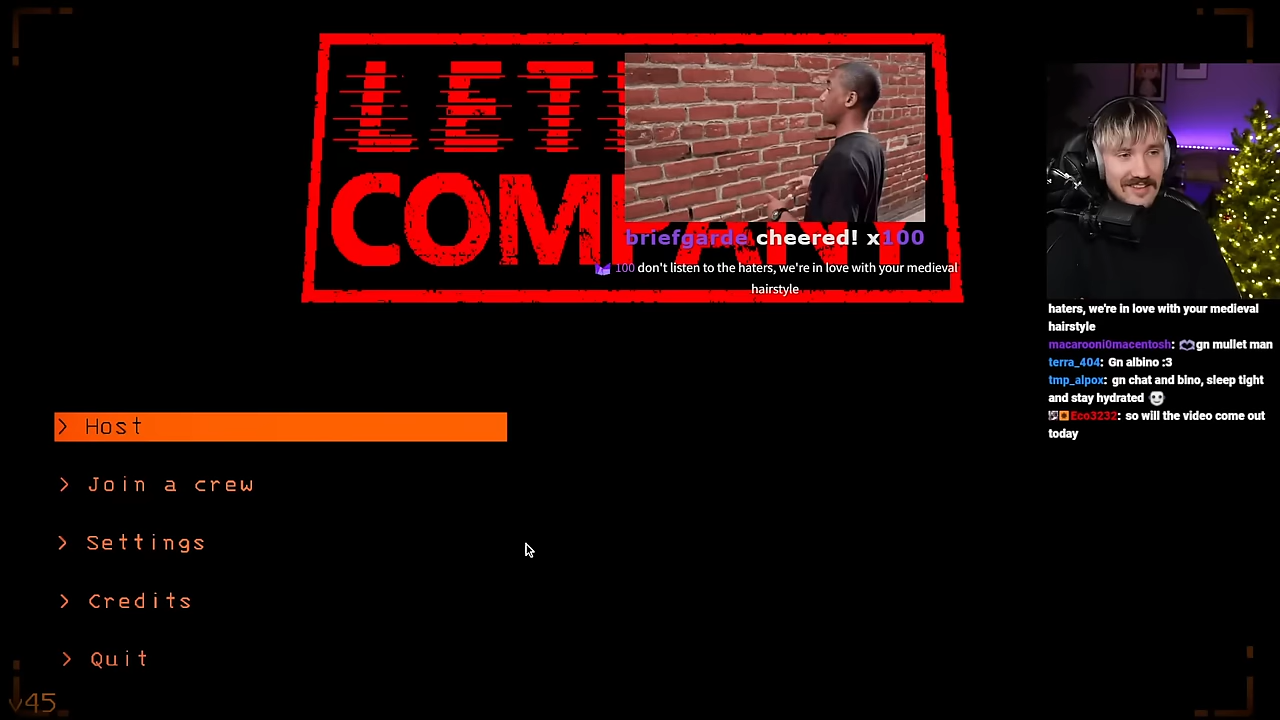 LET
COMPANY
briefgarde cheered! x100
100 don't listen to the haters, we're in love with your medieval
hairstyle
haters, we're in love with your medieval
hairstyle
macarooni0macentosh: gn mullet man
terra_404: Gn albino :3
tmp_alpox: gn chat and bino, sleep tight
and stay hydrated
Eco3232: so will the video come out
today
> Host
> Join a crew
> Settings
> Credits
> Quit
v45